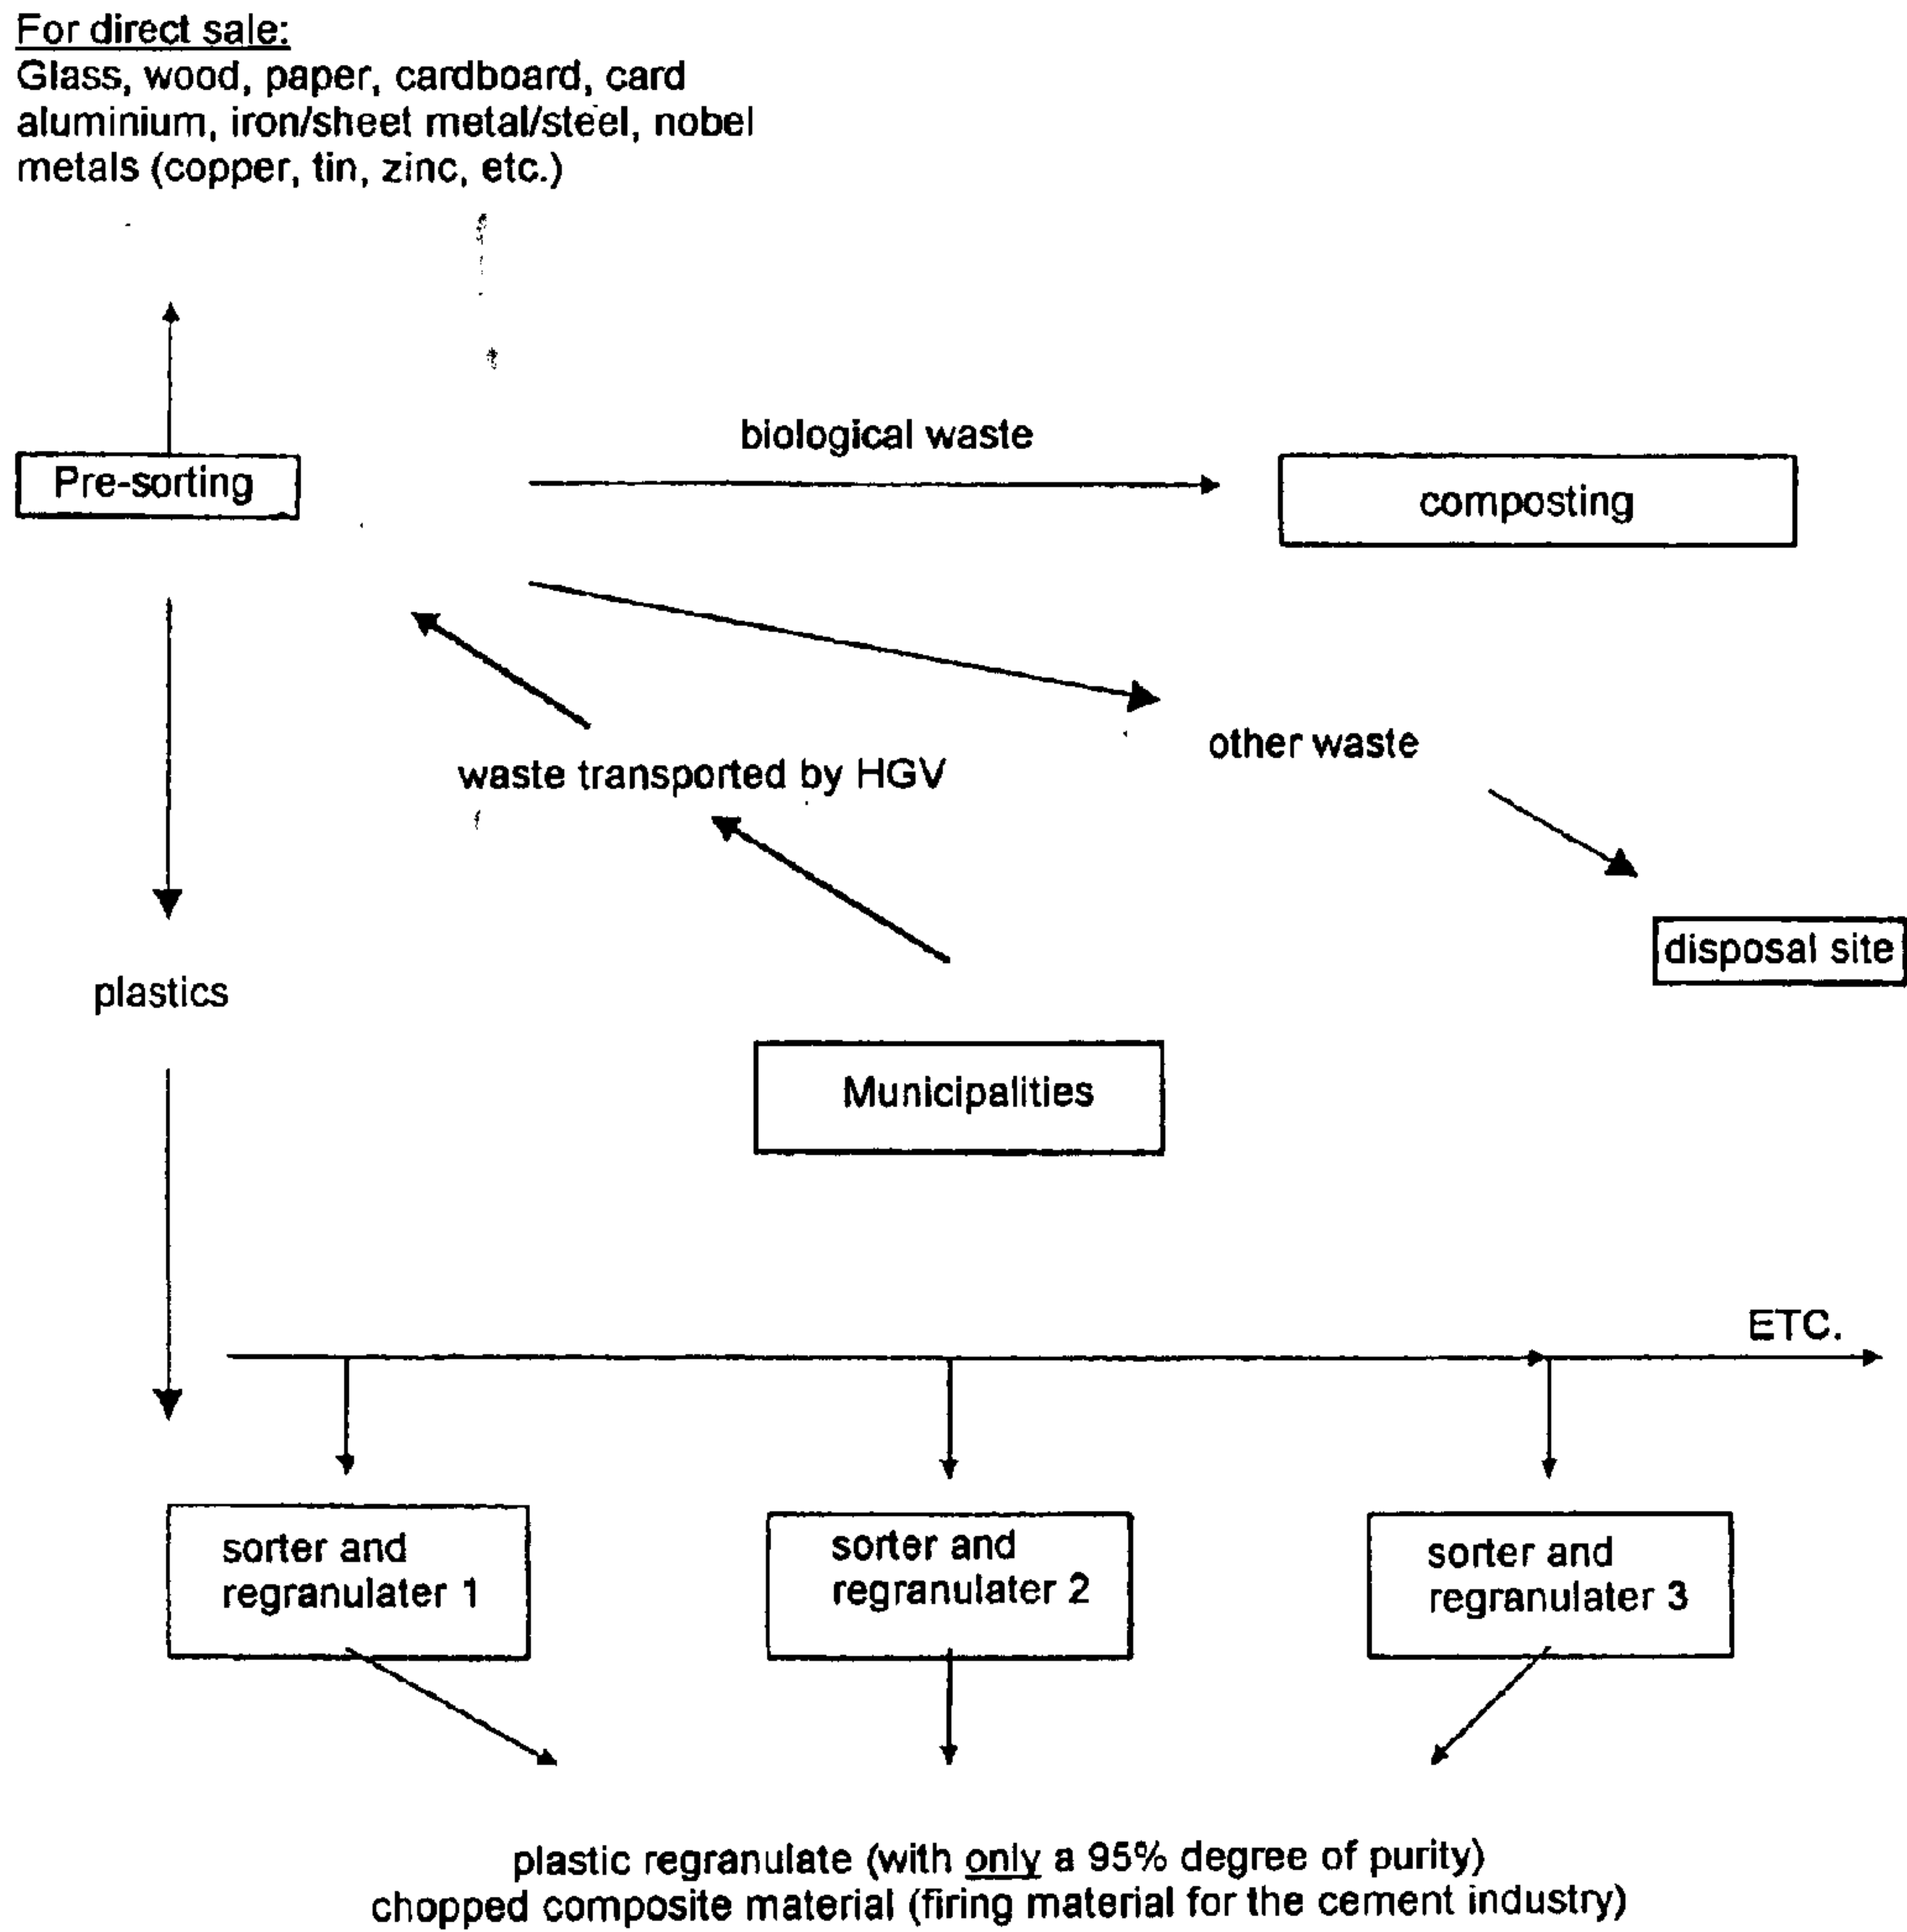 For direct sale:
Glass, wood, paper, cardboard, card
aluminium, iron/sheet metal/steel, nobel
metals (copper, tin, zinc, etc.)
biological waste
Pre-sorting
composting
other waste
waste transported by HGV
disposal site
plastics
Municipalities
ETC.
sorter and
regranulater 1
sorter and
regranulater 2
sorter and
regranulater 3
plastic regranulate (with only a 95% degree of purity)
chopped composite material (firing material for the cement industry)